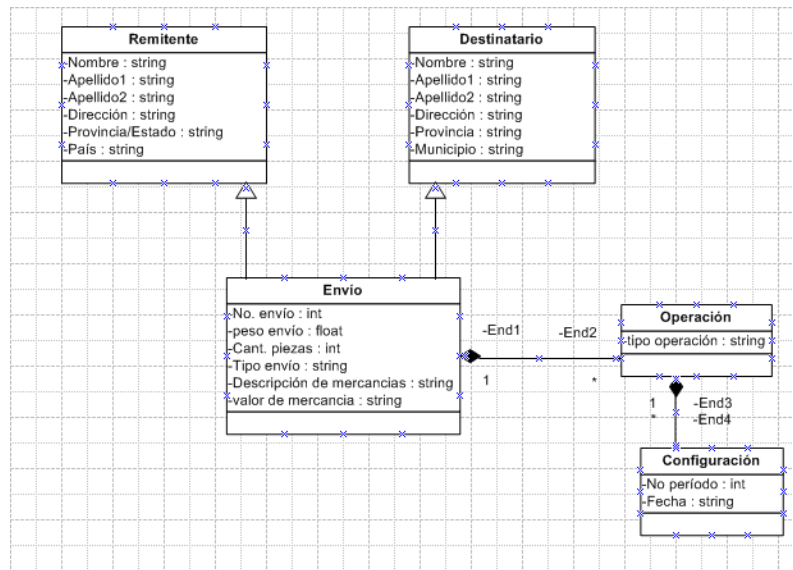 Remitente
-Nombre : string
-Apellido1 : string
-Apellido2 : string
-Dirección : string
-Provincia/Estado : string
-País : string
Destinatario
-Nombre : string
-Apellido1 : string
-Apellido2 : string
-Dirección : string
-Provincia : string
-Municipio : string
Envío
-No. envío : int
-peso envío : float
-Cant. piezas : int
-Tipo envío : string
-Descripción de mercancias : string
-valor de mercancia : string
-End1
-End2
1
*
Operación
-tipo operación : string
1
-End3
*
-End4
Configuración
-No período : int
-Fecha : string